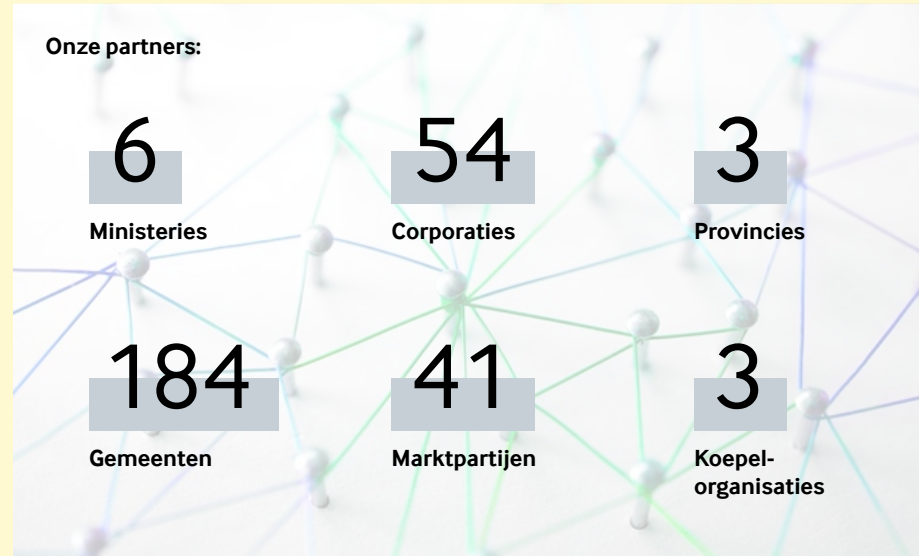 Onze partners:
6
54
3
Ministeries
Corporaties
Provincies
184
41
3
Gemeenten
Marktpartijen
Koepel-
organisaties